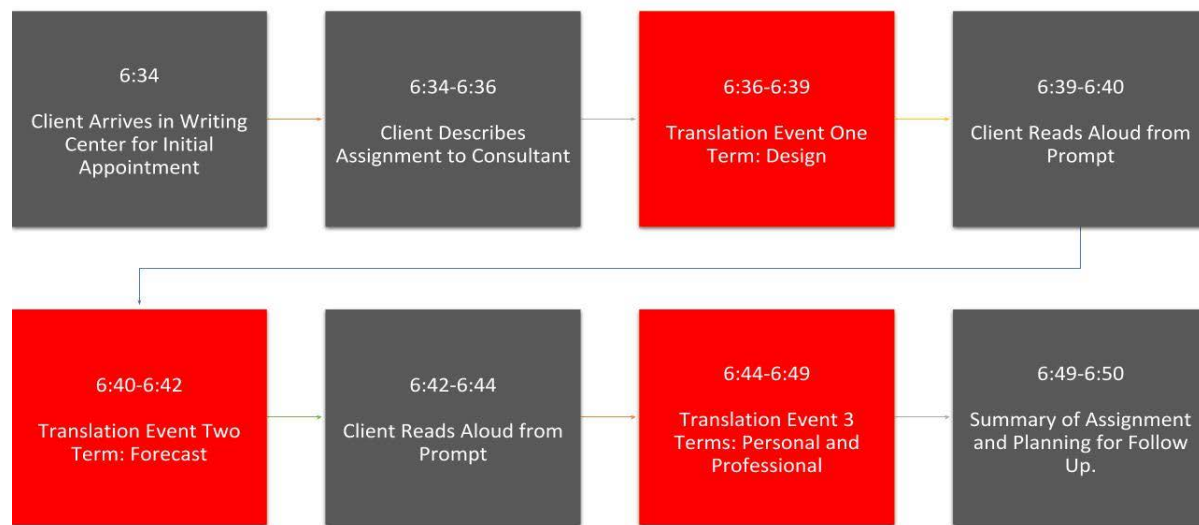 6:34
Client Arrives in Writing
Center for Initial
Appointment
6:34-6:36
Client Describes
Assignment to Consultant
6:36-6:39
Translation Event One
Term: Design
6:39-6:40
Client Reads Aloud from
Prompt
6:40-6:42
Translation Event Two
Term: Forecast
6:42-6:44
Client Reads Aloud from
Prompt
6:44-6:49
Translation Event 3
Terms: Personal and
Professional
6:49-6:50
Summary of Assignment
and Planning for Follow
Up.